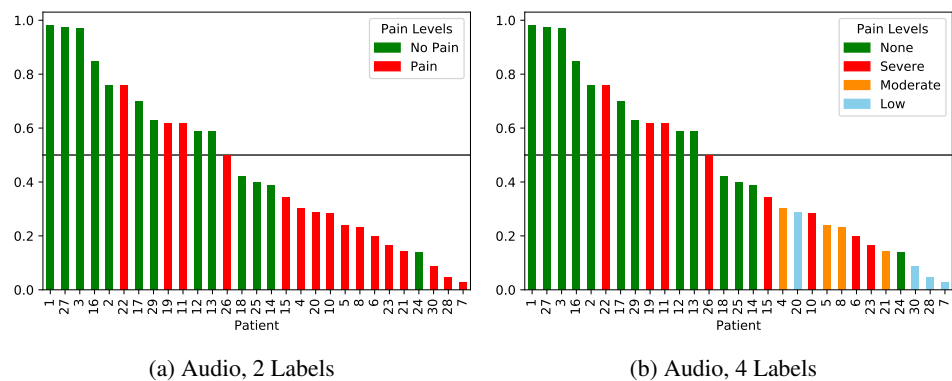 1.0
0.8
0.6
0.4
0.2
0.0
Pain Levels
No Pain
Pain
1 27 3 16 2 22 17 29 19 11 12 13 26 18 25 14 15 4 20 10 5 8 6 23 21 24 30 28 7
Patient
(a) Audio, 2 Labels
1.0
0.8
0.6
0.4
0.2
0.0
Pain Levels
None
Severe
Moderate
Low
1 27 3 16 2 22 17 29 19 11 12 13 26 18 25 14 15 4 20 10 5 8 6 23 21 24 30 28 7
Patient
(b) Audio, 4 Labels